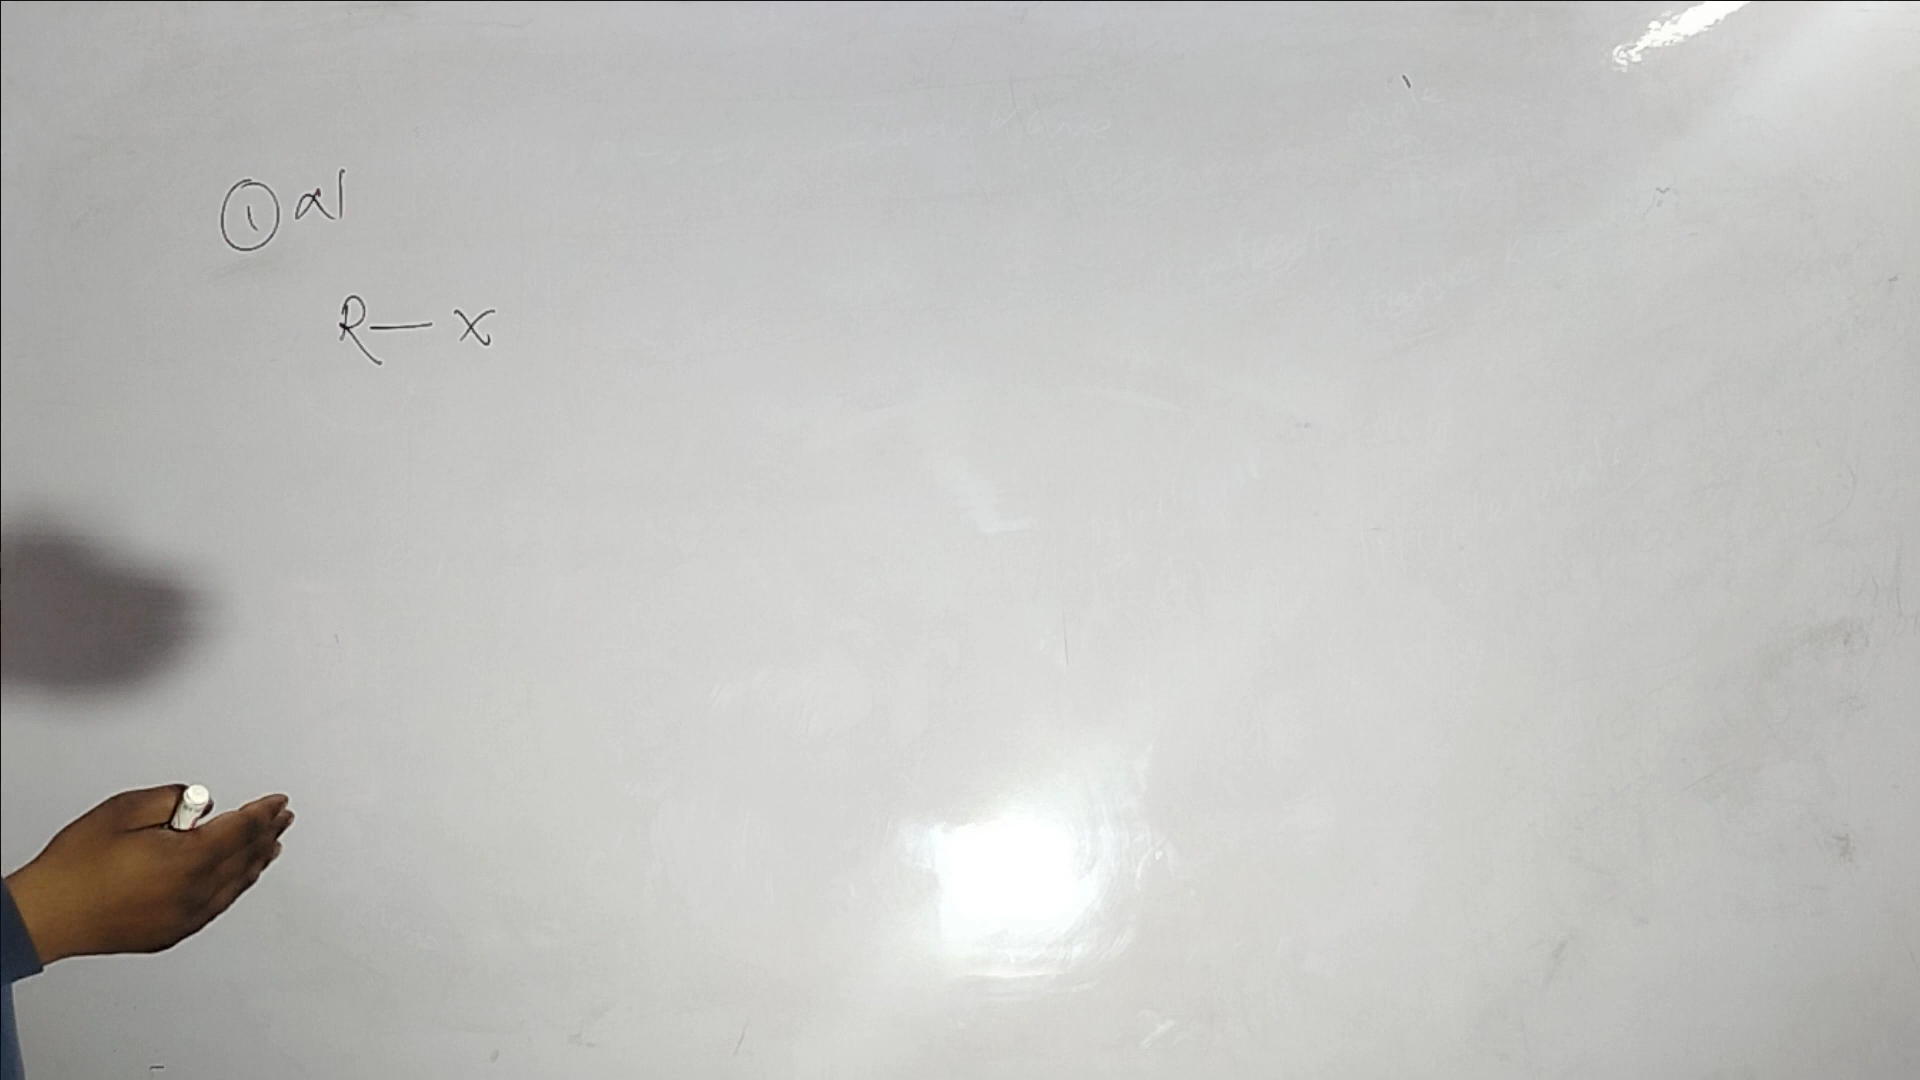 ① al
R — X